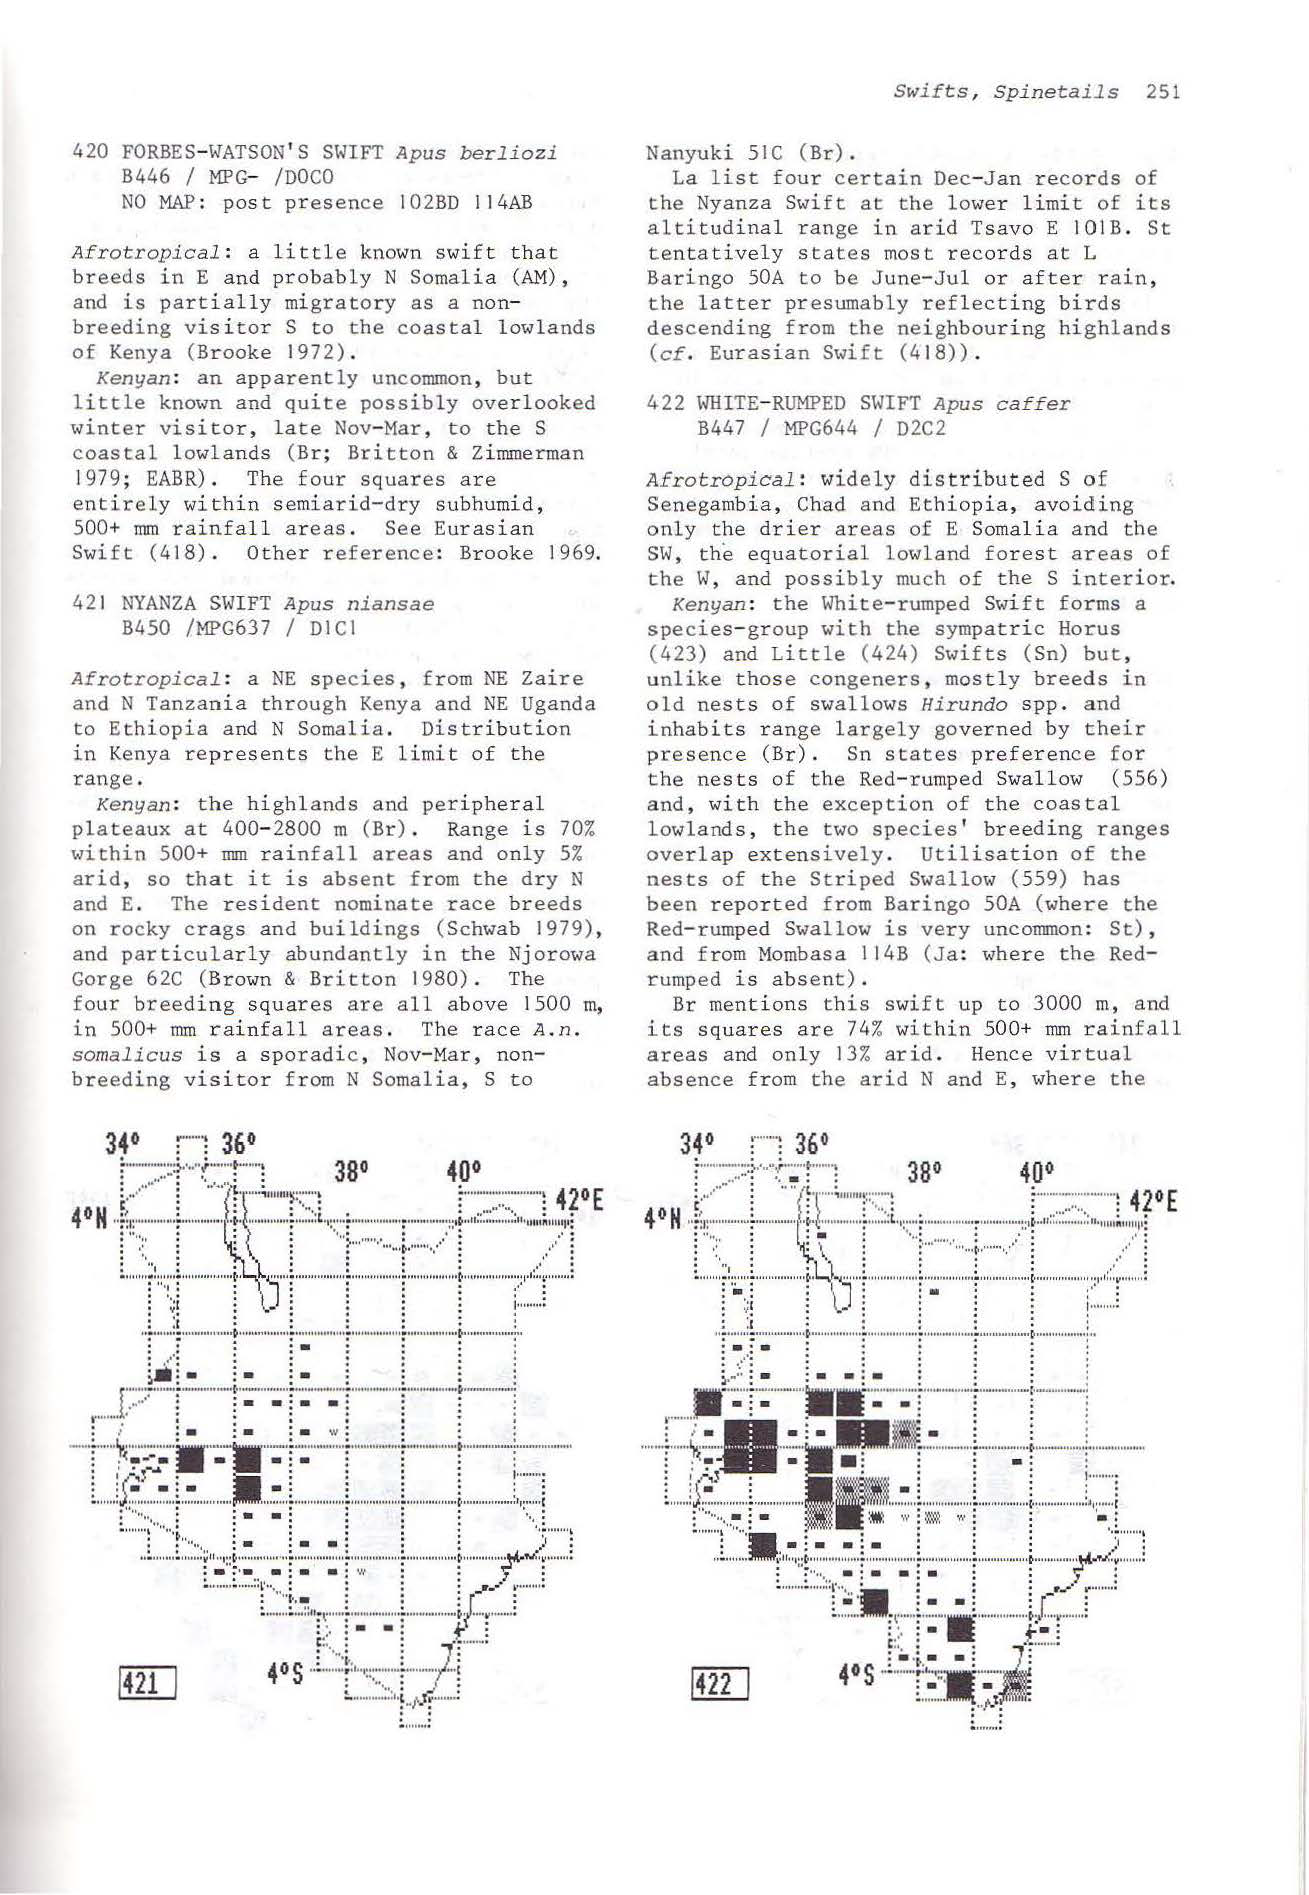 Swifts, Spinetails 251
420 FORBES-WATSON'S SWIFT Apus berliozi
B446 / MPG- /D0C0
NO MAP: post presence 102BD 114AB
Afrotropical: a little known swift that
breeds in E and probably N Somalia (AM),
and is partially migratory as a non-
breeding visitor S to the coastal lowlands
of Kenya (Brooke 1972).
Kenyan: an apparently uncommon, but
little known and quite possibly overlooked
winter visitor, late Nov-Mar, to the S
coastal lowlands (Br; Britton & Zimmerman
1979; EABR). The four squares are
entirely within semiarid-dry subhumid,
500+ mm rainfall areas. See Eurasian
Swift (418). Other reference: Brooke 1969.
421 NYANZA SWIFT Apus niansae
B450 /MPG637 / D1C1
Afrotropical: a NE species, from NE Zaire
and N Tanzania through Kenya and NE Uganda
to Ethiopia and N Somalia. Distribution
in Kenya represents the E limit of the
range.
Kenyan: the highlands and peripheral
plateaux at 400-2800 m (Br). Range is 70%
within 500+ mm rainfall areas and only 5%
arid, so that it is absent from the dry N
and E. The resident nominate race breeds
on rocky crags and buildings (Schwab 1979),
and particularly abundantly in the Njorowa
Gorge 62C (Brown & Britton 1980). The
four breeding squares are all above 1500 m,
in 500+ mm rainfall areas. The race A.n.
somalicus is a sporadic, Nov-Mar, non-
breeding visitor from N Somalia, S to
Nanyuki 51C (Br).
La list four certain Dec-Jan records of
the Nyanza Swift at the lower limit of its
altitudinal range in arid Tsavo E 101B. St
tentatively states most records at L
Baringo 50A to be June-Jul or after rain,
the latter presumably reflecting birds
descending from the neighbouring highlands
(cf. Eurasian Swift (418)).
422 WHITE-RUMPED SWIFT Apus caffer
B447 / MPG644 / D2C2
Afrotropical: widely distributed S of
Senegambia, Chad and Ethiopia, avoiding
only the drier areas of E Somalia and the
SW, the equatorial lowland forest areas of
the W, and possibly much of the S interior.
Kenyan: the White-rumped Swift forms a
species-group with the sympatric Horus
(423) and Little (424) Swifts (Sn) but,
unlike those congeners, mostly breeds in
old nests of swallows Hirundo spp. and
inhabits range largely governed by their
presence (Br). Sn states preference for
the nests of the Red-rumped Swallow (556)
and, with the exception of the coastal
lowlands, the two species' breeding ranges
overlap extensively. Utilisation of the
nests of the Striped Swallow (559) has
been reported from Baringo 50A (where the
Red-rumped Swallow is very uncommon: St),
and from Mombasa 114B (Ja: where the Red-
rumped is absent).
Br mentions this swift up to 3000 m, and
its squares are 74% within 500+ mm rainfall
areas and only 13% arid. Hence virtual
absence from the arid N and E, where the
34° 36°
38° 40°
42°E
4°N
4°S
421
34° 36°
38° 40°
42°E
4°N
4°S
422